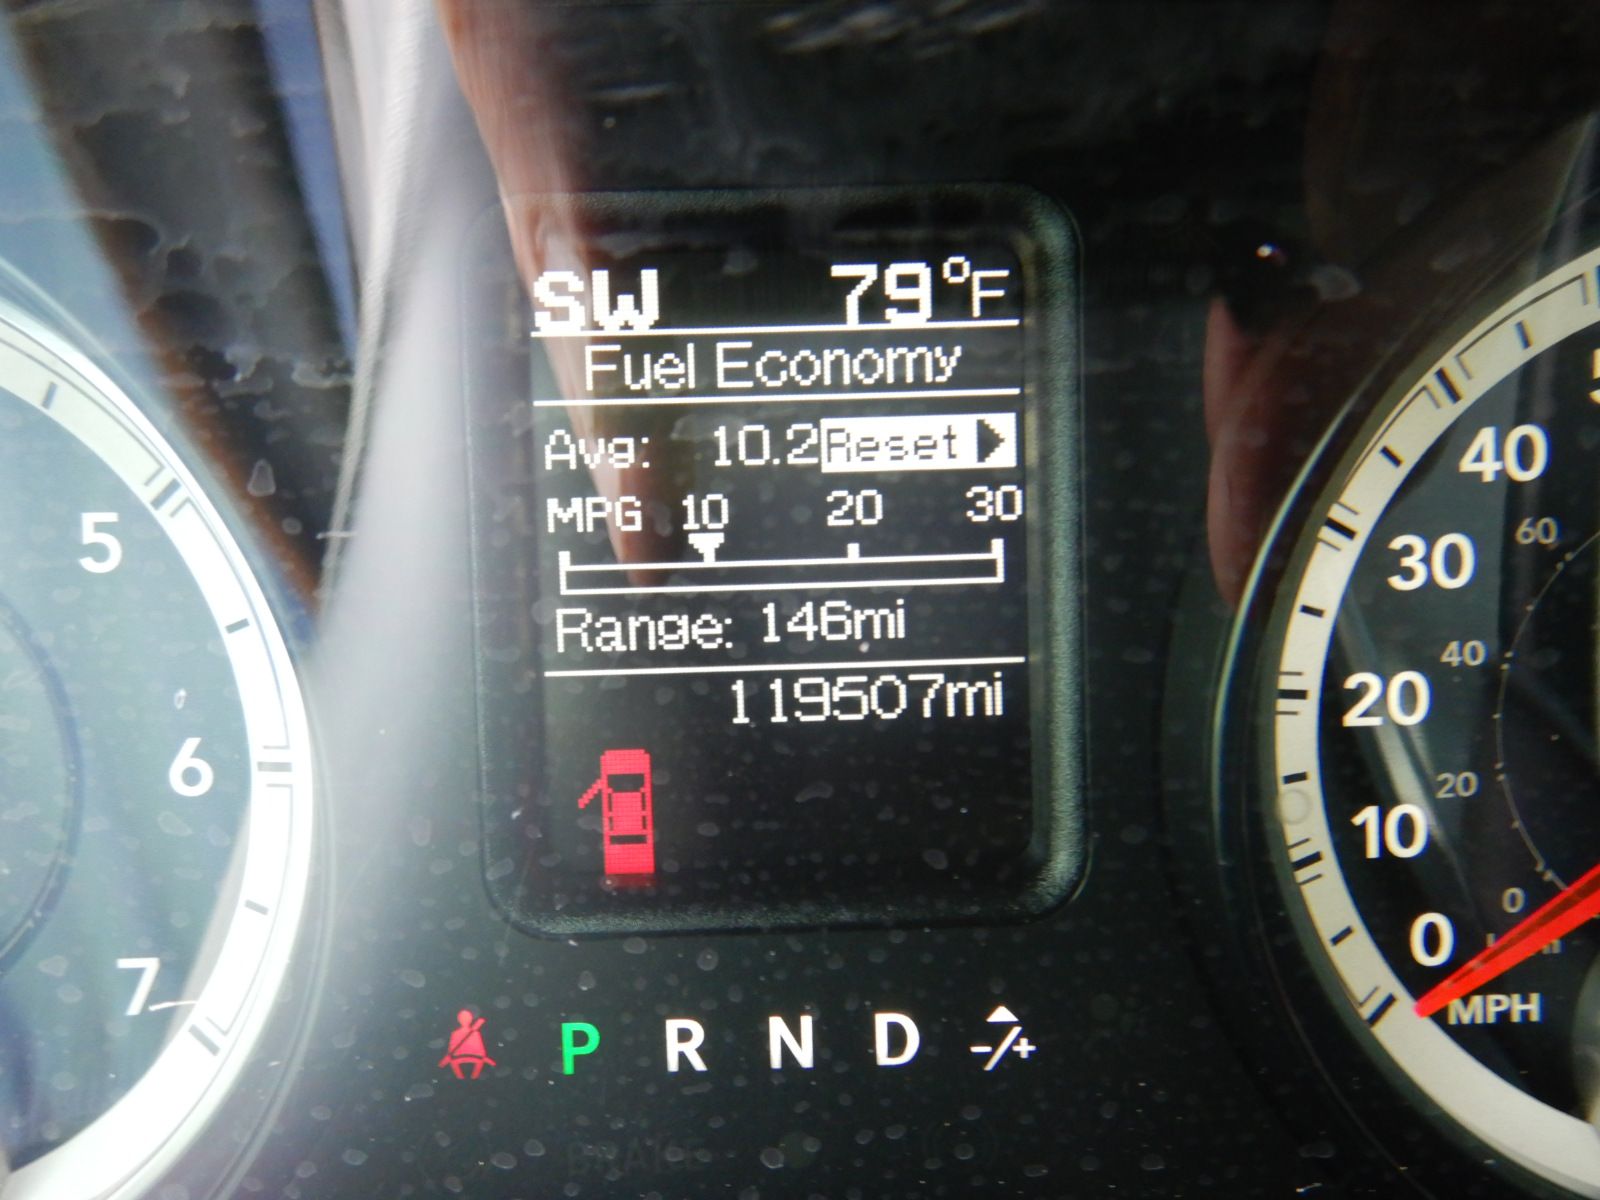 SW 79°F
Fuel Economy
Avg: 10.2 Reset
MPG 10 20 30
Range: 146mi
119507mi
P R N D -/+
5
6
7
40
30
20
10
0
MPH
60
40
20
0
BRAKE